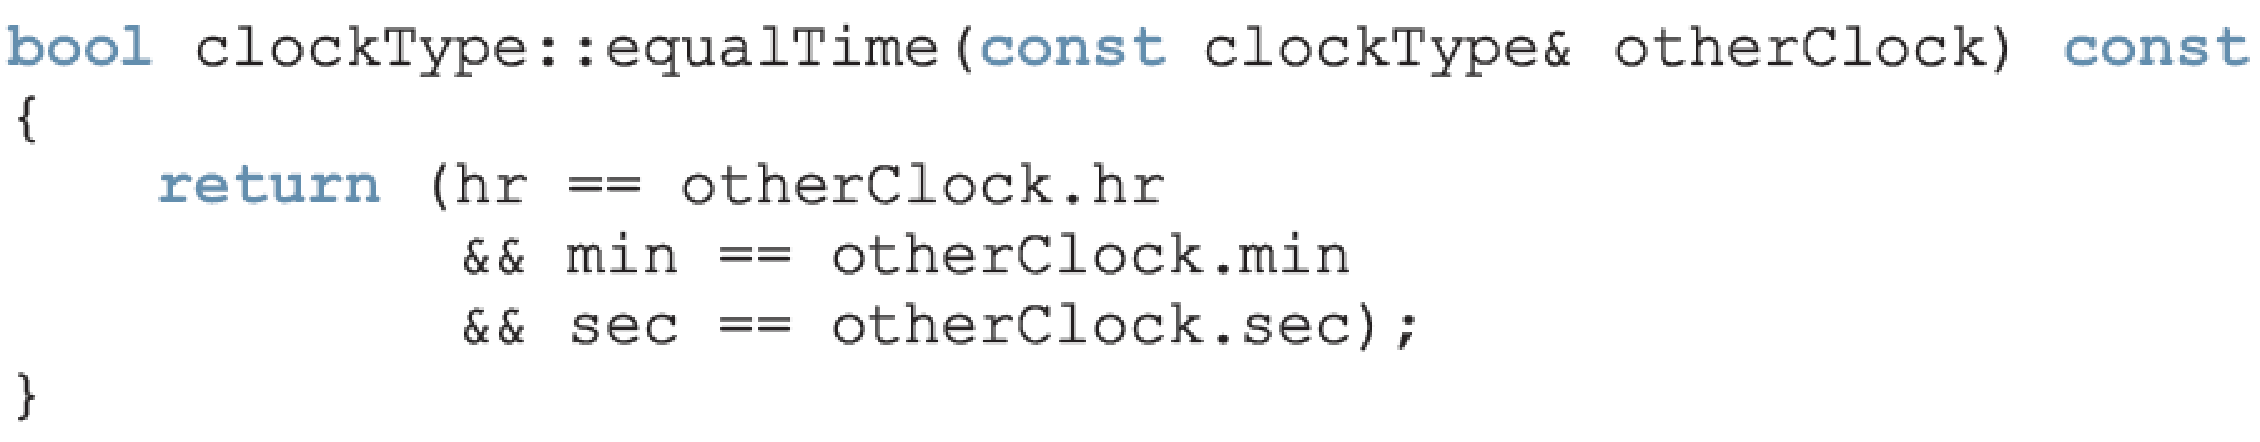 bool clockType::equalTime(const clockType& otherClock) const
{
    return (hr == otherClock.hr
            && min == otherClock.min
            && sec == otherClock.sec);
}